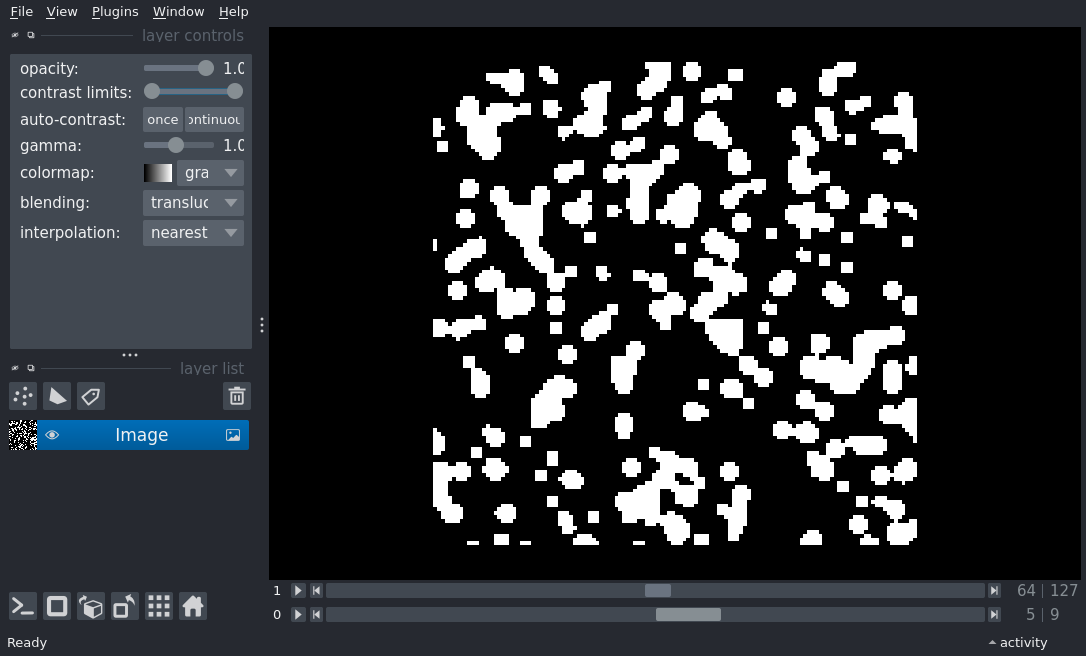 File View Plugins Window Help
layer controls
opacity: 1.0
contrast limits:
auto-contrast: once ontinuou
gamma: 1.0
colormap: gra
blending: transluc
interpolation: nearest
layer list
Image
1 64 | 127
0 5 | 9
Ready activity